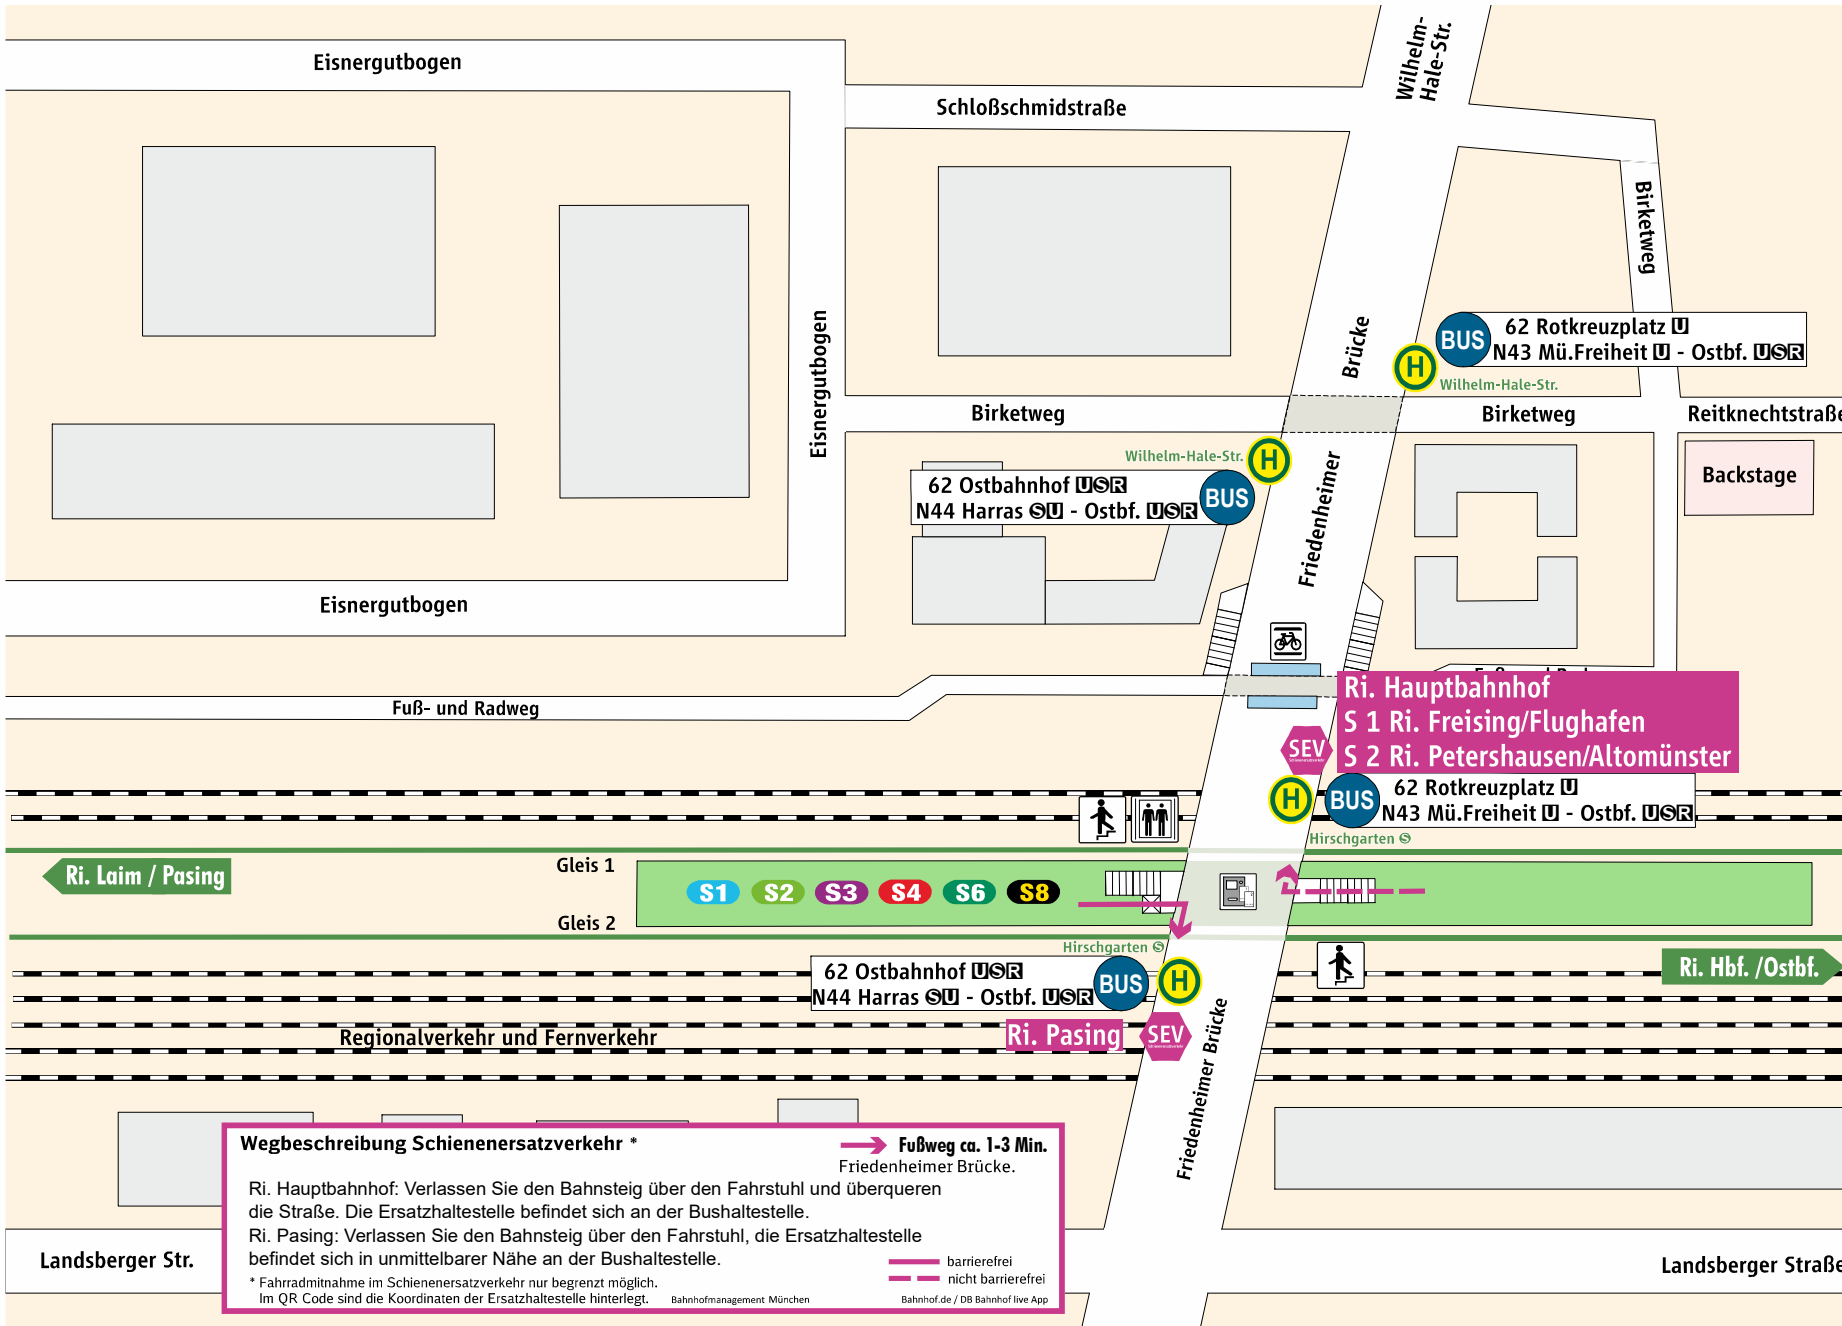 Wilhelm-
Hale-Str.
Eisnergutbogen
Schloßschmidstraße
Birketweg
Eisnergutbogen
Brücke
BUS
62 Rotkreuzplatz U
N43 Mü.Freiheit U - Ostbf. USR
H
Wilhelm-Hale-Str.
Birketweg
Birketweg
Reitknechtstraße
Wilhelm-Hale-Str.
H
Backstage
62 Ostbahnhof USR
N44 Harras SU - Ostbf. USR
BUS
Friedenheimer
Eisnergutbogen
Fuß- und Radweg
Ri. Hauptbahnhof
S 1 Ri. Freising/Flughafen
S 2 Ri. Petershausen/Altomünster
SEV
Schienenersatzverkehr
H
BUS
62 Rotkreuzplatz U
N43 Mü.Freiheit U - Ostbf. USR
Hirschgarten S
Gleis 1
Ri. Laim / Pasing
S1 S2 S3 S4 S6 S8
Gleis 2
Hirschgarten S
62 Ostbahnhof USR
N44 Harras SU - Ostbf. USR
BUS
H
Ri. Hbf. /Ostbf.
Ri. Pasing
SEV
Schienenersatzverkehr
Regionalverkehr und Fernverkehr
Friedenheimer Brücke
Wegbeschreibung Schienenersatzverkehr *
Fußweg ca. 1-3 Min.
Friedenheimer Brücke.
Ri. Hauptbahnhof: Verlassen Sie den Bahnsteig über den Fahrstuhl und überqueren
die Straße. Die Ersatzhaltestelle befindet sich an der Bushaltestelle.
Ri. Pasing: Verlassen Sie den Bahnsteig über den Fahrstuhl, die Ersatzhaltestelle
befindet sich in unmittelbarer Nähe an der Bushaltestelle.
barrierefrei
nicht barrierefrei
* Fahrradmitnahme im Schienenersatzverkehr nur begrenzt möglich.
Im QR Code sind die Koordinaten der Ersatzhaltestelle hinterlegt.
Bahnhofmanagement München
Bahnhof.de / DB Bahnhof live App
Landsberger Str.
Landsberger Straße